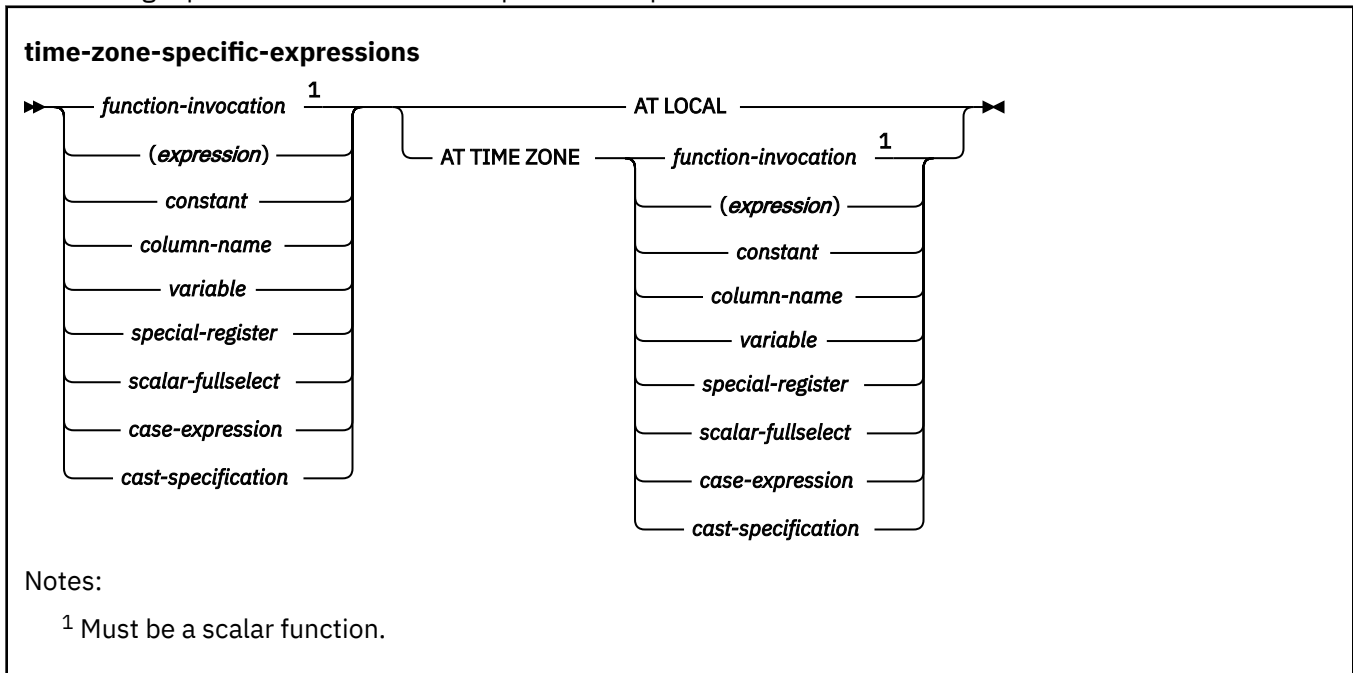 time-zone-specific-expressions
function-invocation 1 AT LOCAL
(expression) AT TIME ZONE function-invocation 1
constant (expression)
column-name constant
variable column-name
special-register variable
scalar-fullselect special-register
case-expression scalar-fullselect
cast-specification case-expression
cast-specification
Notes:
1 Must be a scalar function.